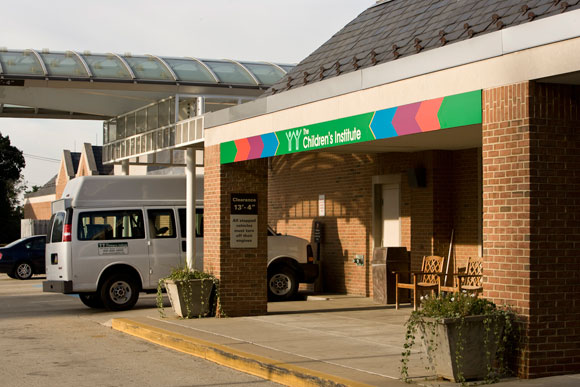 The
Children's Institute
Clearance
13'-4"
All stopped
vehicles
must turn
off their
engines